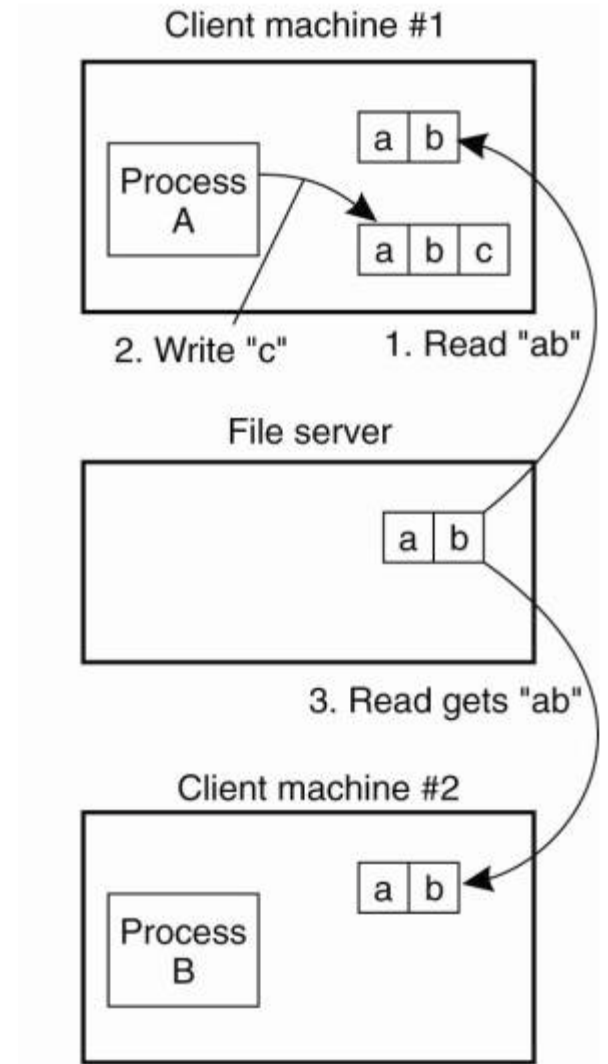 Client machine #1
a b
Process
A
a b c
2. Write "c"
1. Read "ab"
File server
a b
3. Read gets "ab"
Client machine #2
a b
Process
B